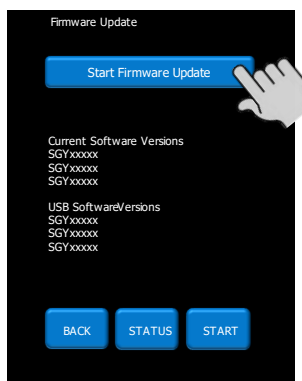 Firmware Update
Start Firmware Update
Current Software Versions
SGYxxxxx
SGYxxxxx
SGYxxxxx
USB SoftwareVersions
SGYxxxxx
SGYxxxxx
SGYxxxxx
BACK STATUS START